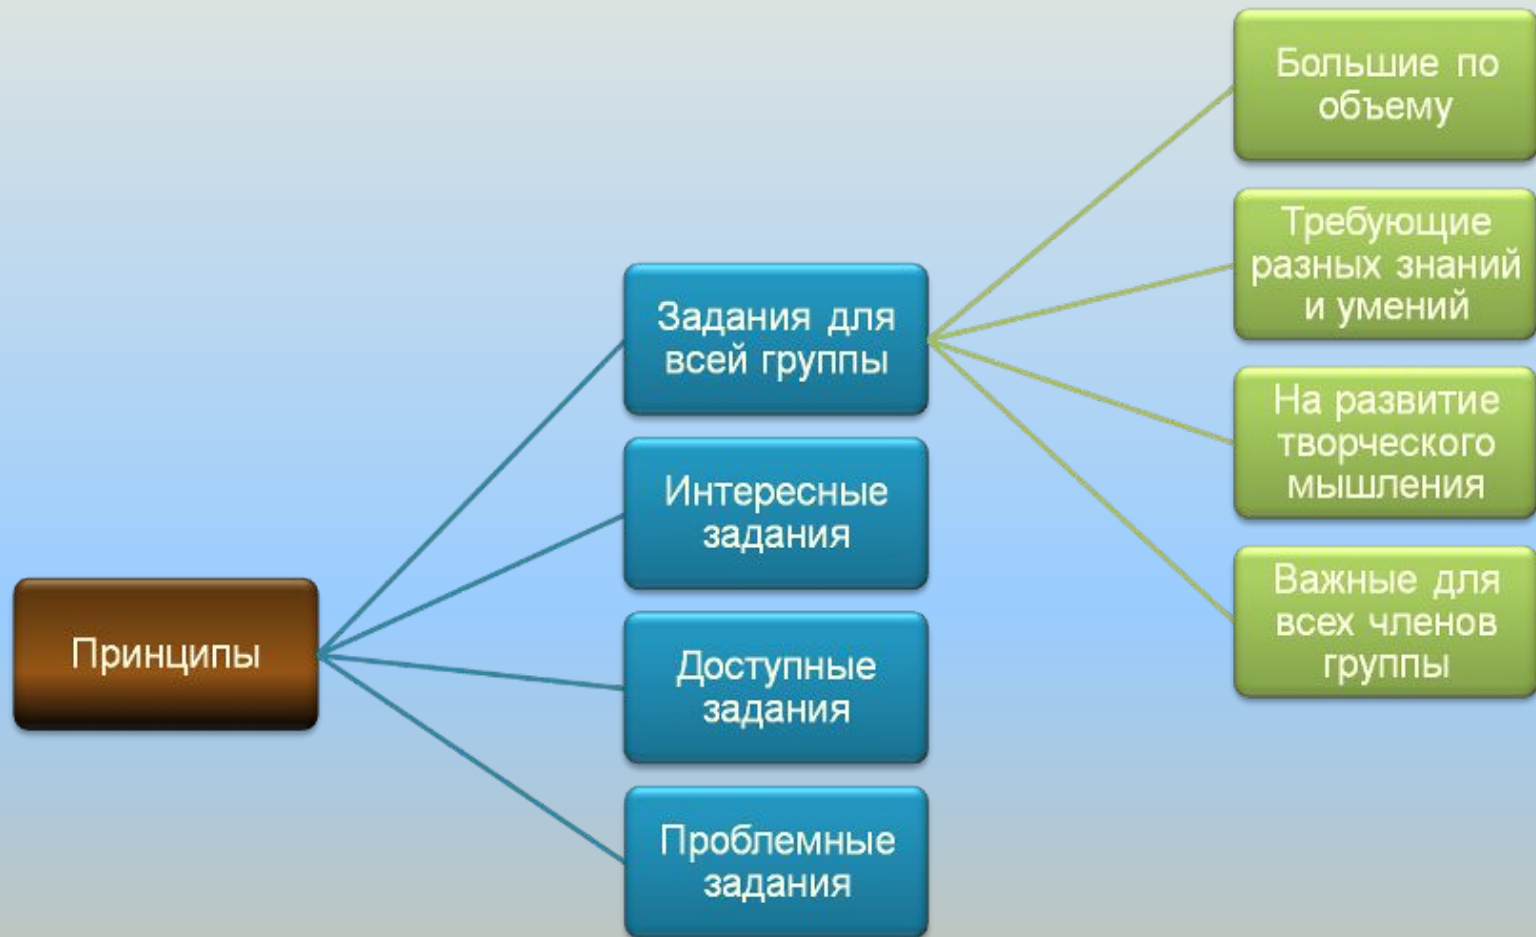 Принципы
Задания для
всей группы
Интересные
задания
Доступные
задания
Проблемные
задания
Большие по
объему
Требующие
разных знаний
и умений
На развитие
творческого
мышления
Важные для
всех членов
группы